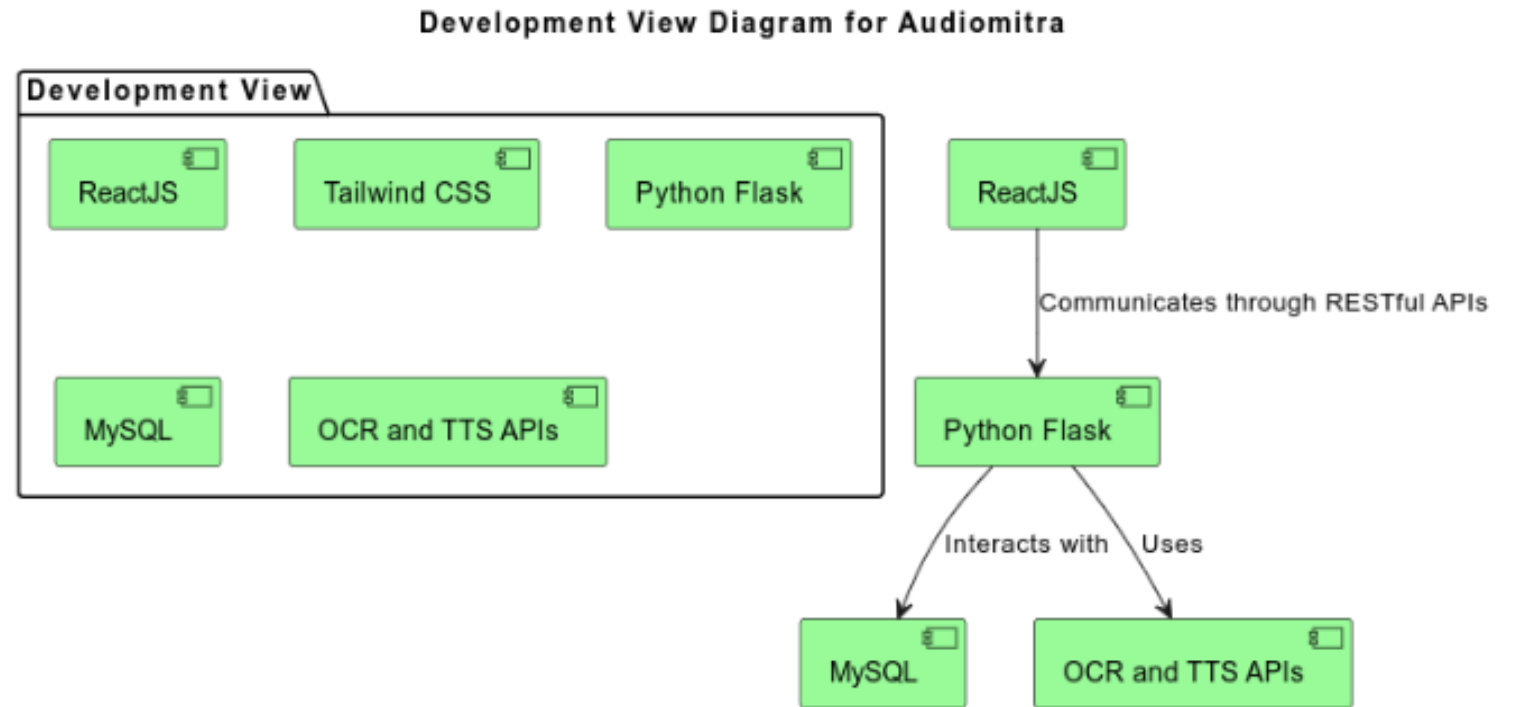 Development View Diagram for Audiomitra
Development View
ReactJS
Tailwind CSS
Python Flask
ReactJS
Communicates through RESTful APIs
MySQL
OCR and TTS APIs
Python Flask
Interacts with
Uses
MySQL
OCR and TTS APIs